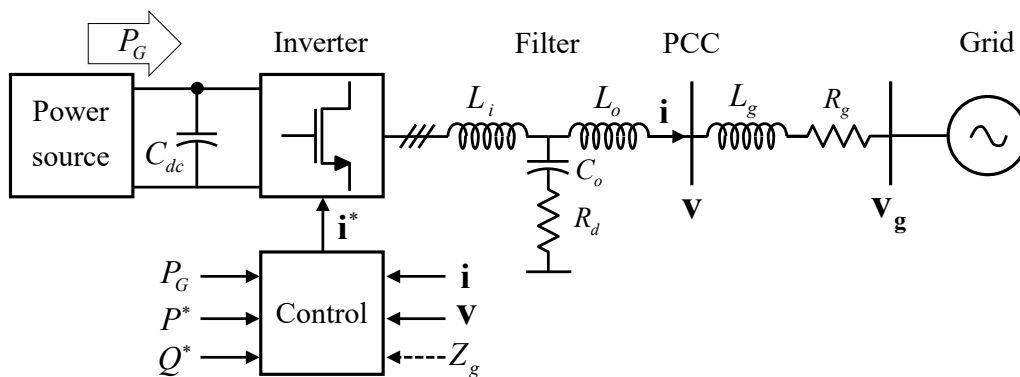 P_G
Inverter
Filter
PCC
Grid
Power
source
C_dc
L_i
L_o
i
L_g
R_g
C_o
R_d
v
v_g
i*
P_G
P*
Q*
Control
i
v
Z_g